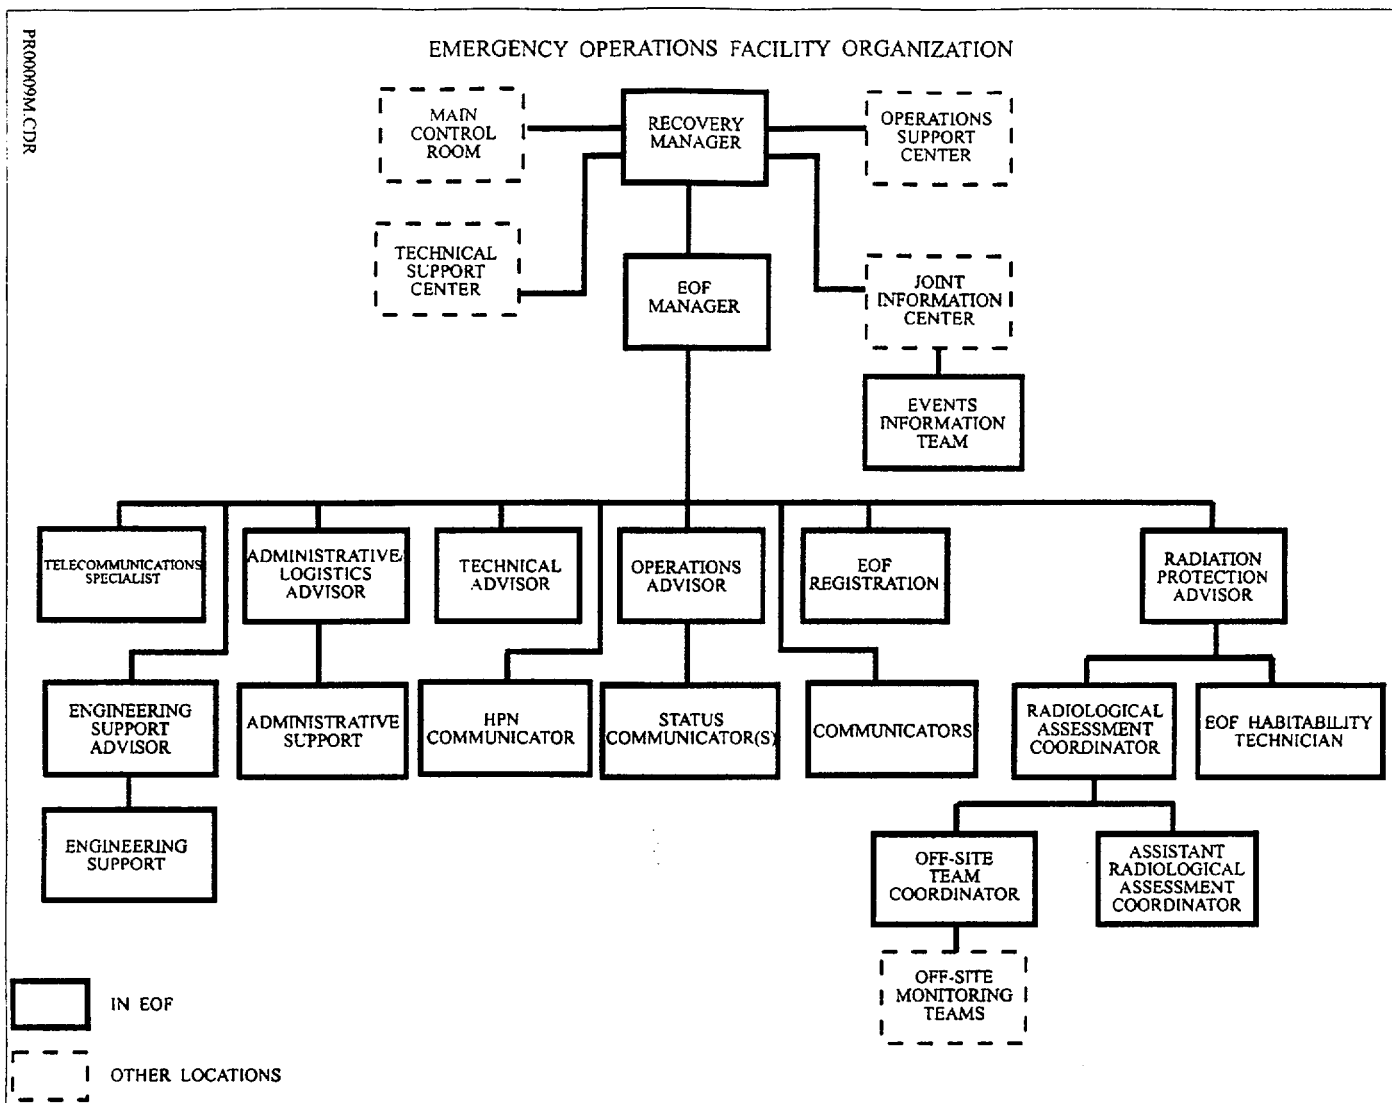 PR00009M.CDR
EMERGENCY OPERATIONS FACILITY ORGANIZATION
MAIN
CONTROL
ROOM
RECOVERY
MANAGER
OPERATIONS
SUPPORT
CENTER
TECHNICAL
SUPPORT
CENTER
EOF
MANAGER
JOINT
INFORMATION
CENTER
EVENTS
INFORMATION
TEAM
TELECOMMUNICATIONS
SPECIALIST
ADMINISTRATIVE/
LOGISTICS
ADVISOR
TECHNICAL
ADVISOR
OPERATIONS
ADVISOR
EOF
REGISTRATION
RADIATION
PROTECTION
ADVISOR
ENGINEERING
SUPPORT
ADVISOR
ADMINISTRATIVE
SUPPORT
HPN
COMMUNICATOR
STATUS
COMMUNICATOR(S)
COMMUNICATORS
RADIOLOGICAL
ASSESSMENT
COORDINATOR
EOF HABITABILITY
TECHNICIAN
ENGINEERING
SUPPORT
OFF-SITE
TEAM
COORDINATOR
ASSISTANT
RADIOLOGICAL
ASSESSMENT
COORDINATOR
OFF-SITE
MONITORING
TEAMS
IN EOF
OTHER LOCATIONS